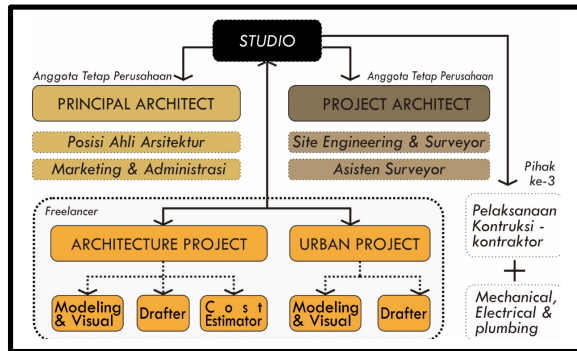 STUDIO
Anggota Tetap Perusahaan
PRINCIPAL ARCHITECT
Posisi Ahli Arsitektur
Marketing & Administrasi
Anggota Tetap Perusahaan
PROJECT ARCHITECT
Site Engineering & Surveyor
Asisten Surveyor
Pihak
ke-3
Pelaksanaan
Kontruksi -
kontraktor
+
Mechanical,
Electrical &
plumbing
Freelancer
ARCHITECTURE PROJECT
Modeling
& Visual
Drafter
Cost
Estimator
URBAN PROJECT
Modeling
& Visual
Drafter